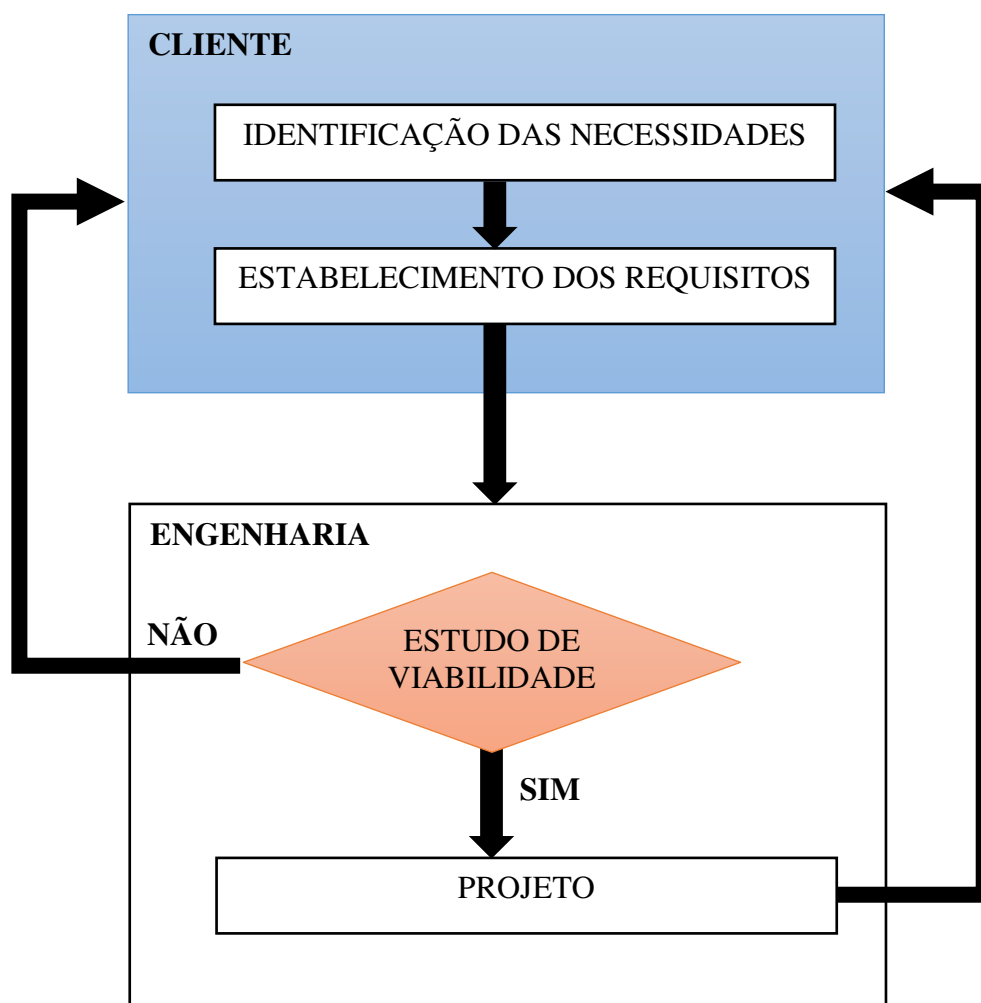 CLIENTE
IDENTIFICAÇÃO DAS NECESSIDADES
ESTABELECIMENTO DOS REQUISITOS
ENGENHARIA
NÃO
ESTUDO DE
VIABILIDADE
SIM
PROJETO